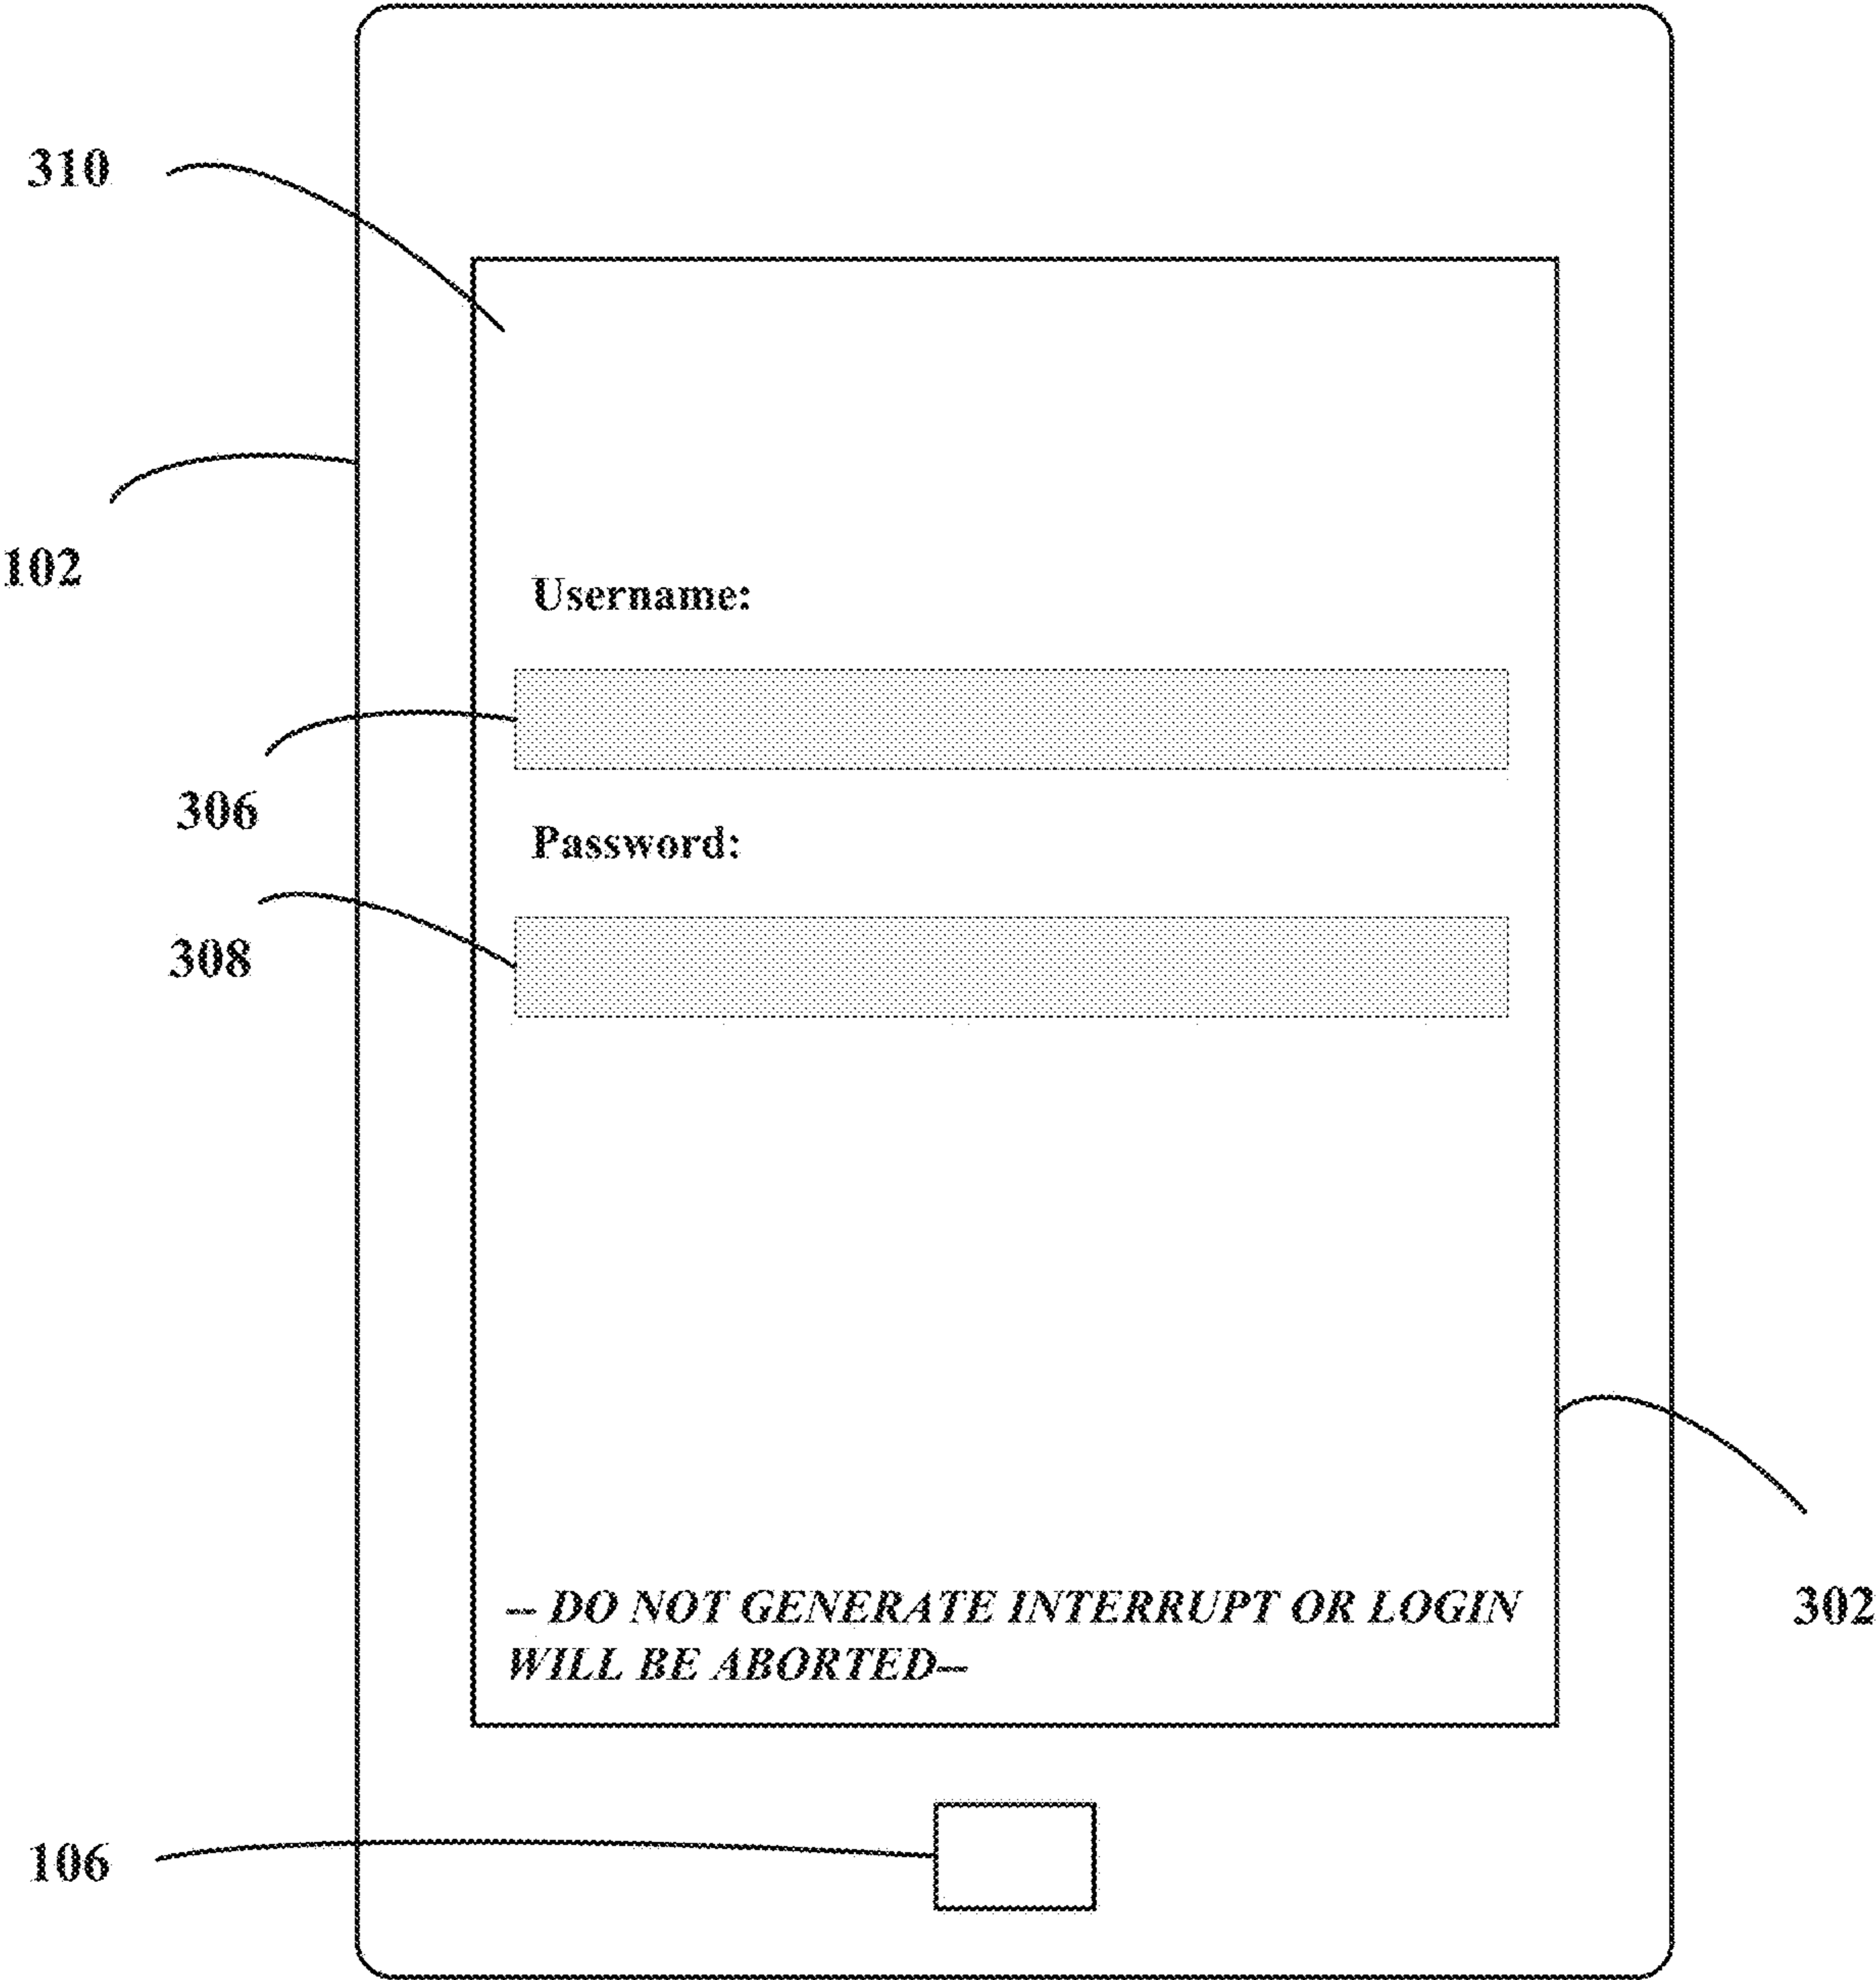 310
102
Username:
306
Password:
308
-- DO NOT GENERATE INTERRUPT OR LOGIN
302
WILL BE ABORTED--
106